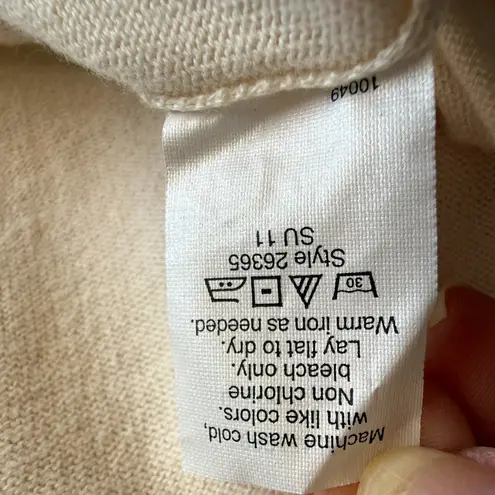 Machine wash cold,
with like colors.
Non chlorine
bleach only.
Lay flat to dry.
Warm iron as needed.
30
Style 26365
SU 11
10049